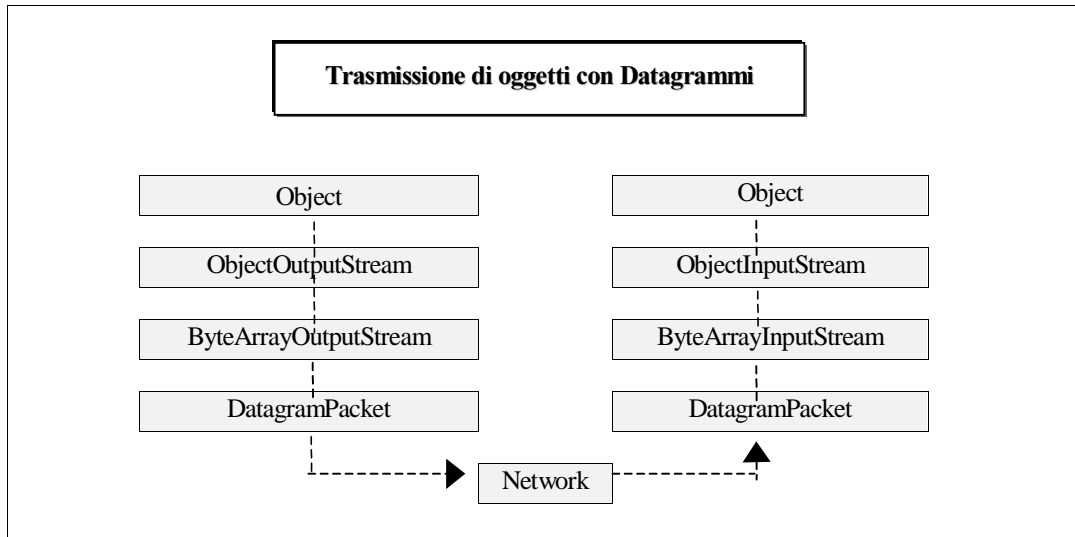 Trasmissione di oggetti con Datagrammi
Object
ObjectOutputStream
ByteArrayOutputStream
DatagramPacket
Object
ObjectInputStream
ByteArrayInputStream
DatagramPacket
Network